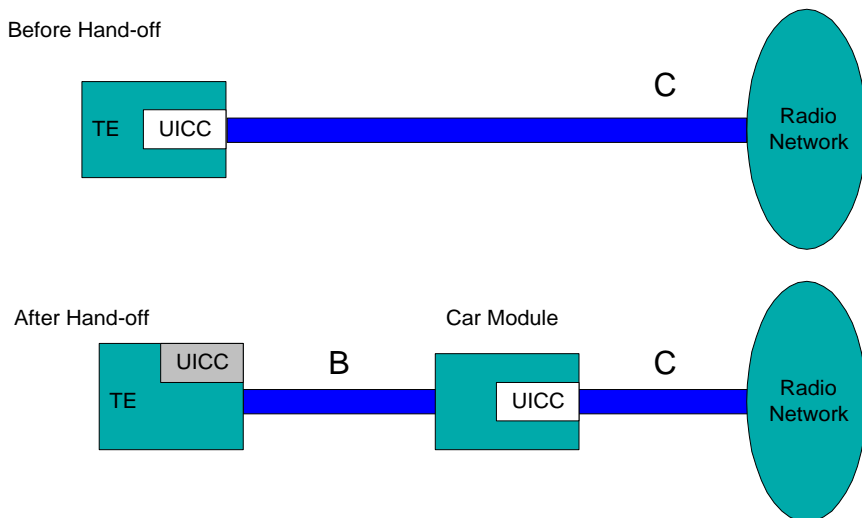 Before Hand-off
C
TE
UICC
Radio
Network
After Hand-off
Car Module
UICC
B
C
TE
UICC
Radio
Network